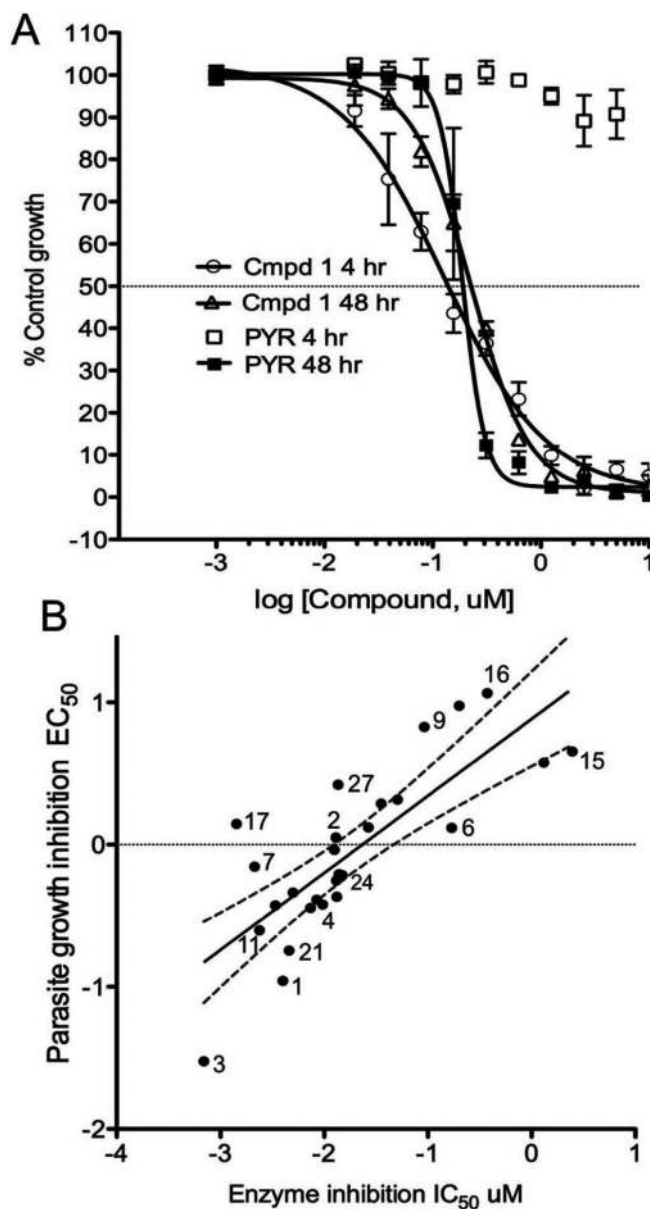 A
110
100
90
80
70
60
50
40
30
20
10
0
-10
% Control growth
Cmpd 1 4 hr
Cmpd 1 48 hr
PYR 4 hr
PYR 48 hr
-3 -2 -1 0 1
log [Compound, uM]
B
Parasite growth inhibition EC50
1
0
-1
-2
16
9
15
27
17
2
6
7
24
4
11
21
1
3
-4 -3 -2 -1 0 1
Enzyme inhibition IC50 uM